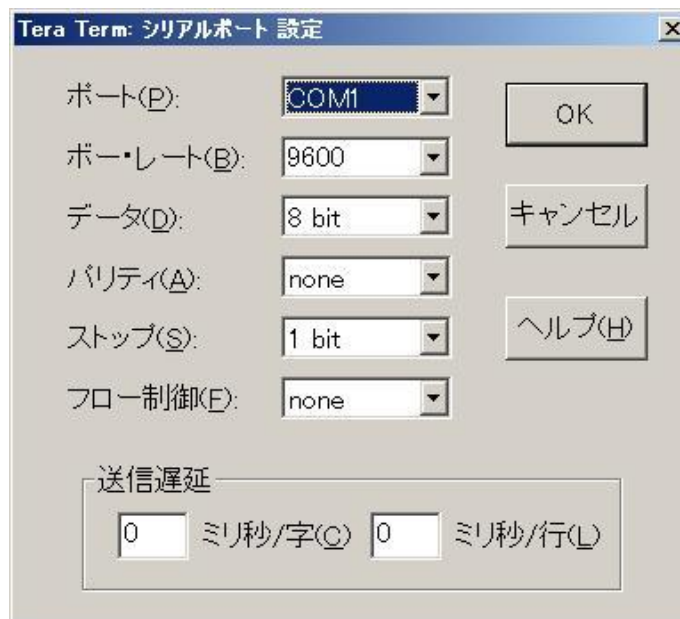 Tera Term: シリアルポート 設定
ポート(P): COM1
OK
ボー・レート(B): 9600
データ(D): 8 bit
キャンセル
パリティ(A): none
ストップ(S): 1 bit
ヘルプ(H)
フロー制御(F): none
送信遅延
0 ミリ秒/字(C) 0 ミリ秒/行(L)